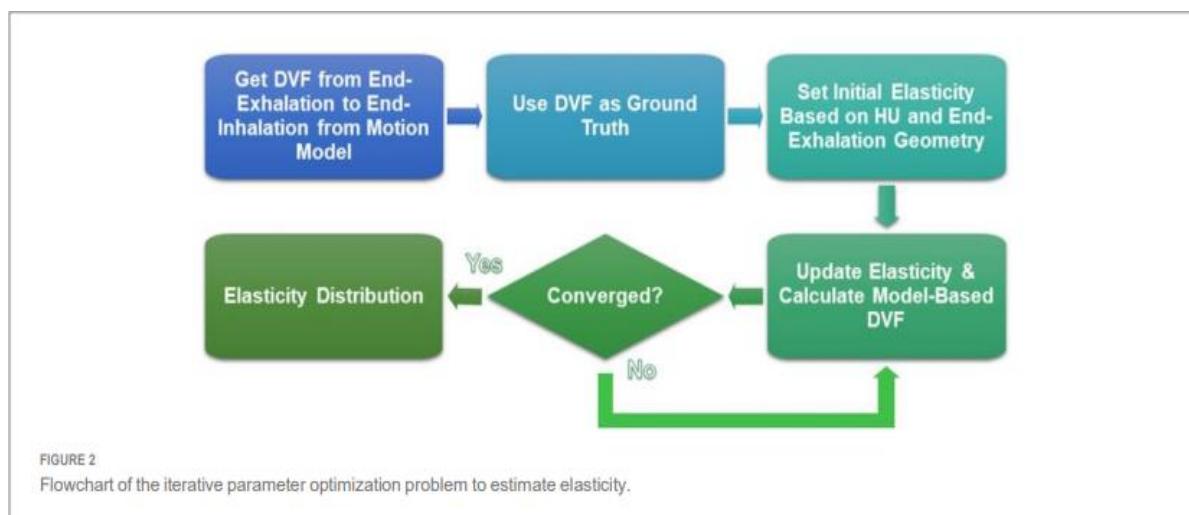 Get DVF from End-
Exhalation to End-
Inhalation from Motion
Model
Use DVF as Ground
Truth
Set Initial Elasticity
Based on HU and End-
Exhalation Geometry
Update Elasticity &
Calculate Model-Based
DVF
Converged?
Yes
No
Elasticity Distribution
FIGURE 2
Flowchart of the iterative parameter optimization problem to estimate elasticity.